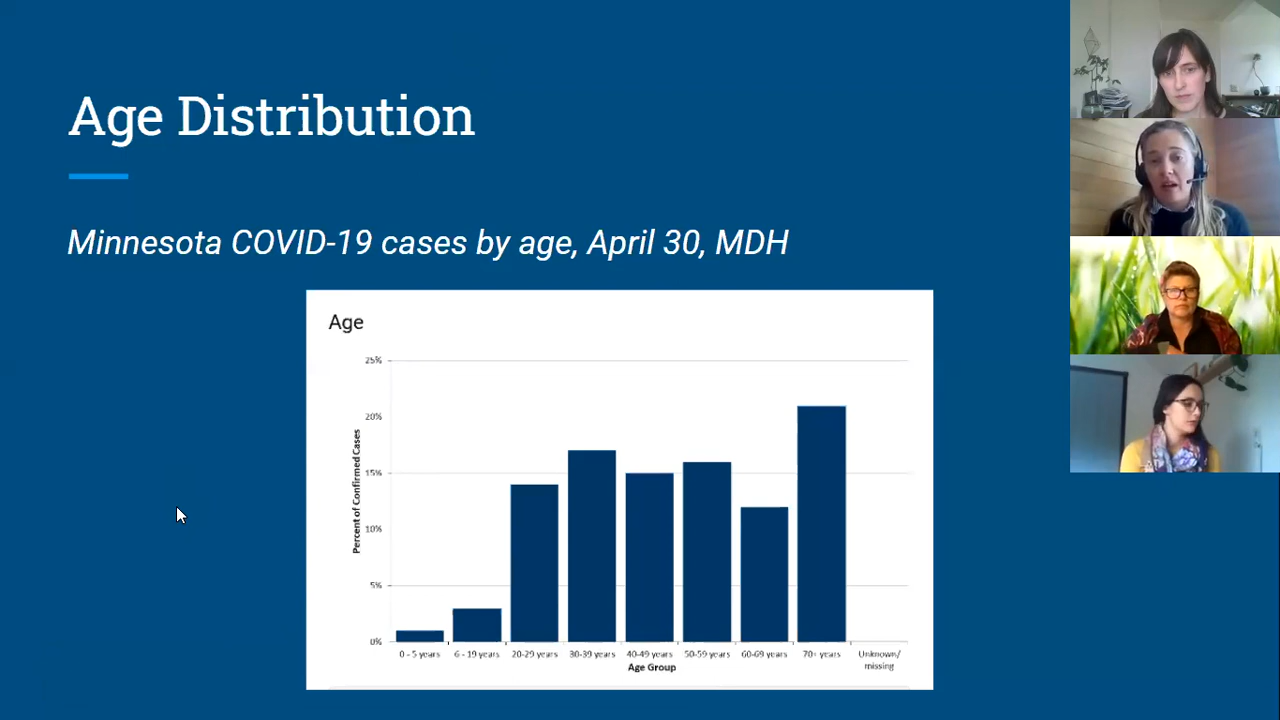 Age Distribution
Minnesota COVID-19 cases by age, April 30, MDH
Age
25%
20%
15%
10%
5%
0%
Percent of Confirmed Cases
0 - 5 years
6 - 19 years
20-29 years
30-39 years
40-49 years
50-59 years
60-69 years
70+ years
Unknown/
missing
Age Group